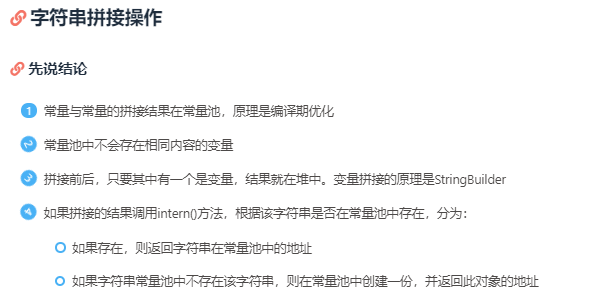 字符串拼接操作
先说结论
1 常量与常量的拼接结果在常量池，原理是编译期优化
2 常量池中不会存在相同内容的变量
3 拼接前后，只要其中有一个是变量，结果就在堆中。变量拼接的原理是StringBuilder
4 如果拼接的结果调用intern()方法，根据该字符串是否在常量池中存在，分为：
如果存在，则返回字符串在常量池中的地址
如果字符串常量池中不存在该字符串，则在常量池中创建一份，并返回此对象的地址